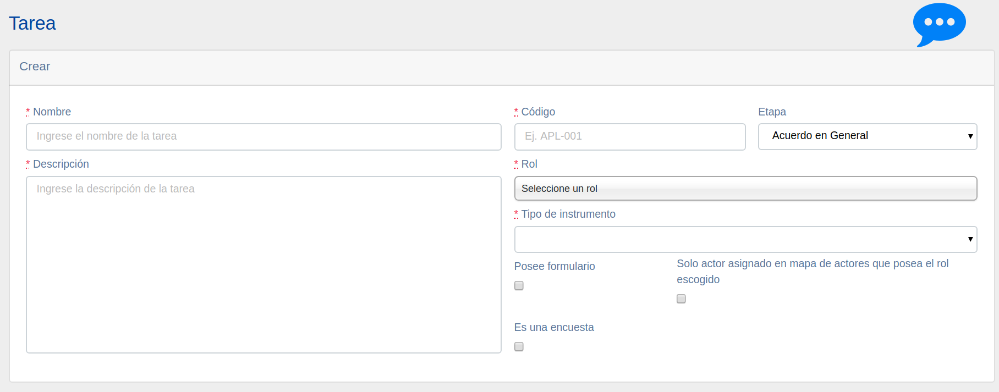 Tarea
Crear
* Nombre
Ingrese el nombre de la tarea
* Código
Ej. APL-001
Etapa
Acuerdo en General
* Descripción
Ingrese la descripción de la tarea
* Rol
Seleccione un rol
* Tipo de instrumento
Posee formulario
Solo actor asignado en mapa de actores que posea el rol
escogido
Es una encuesta